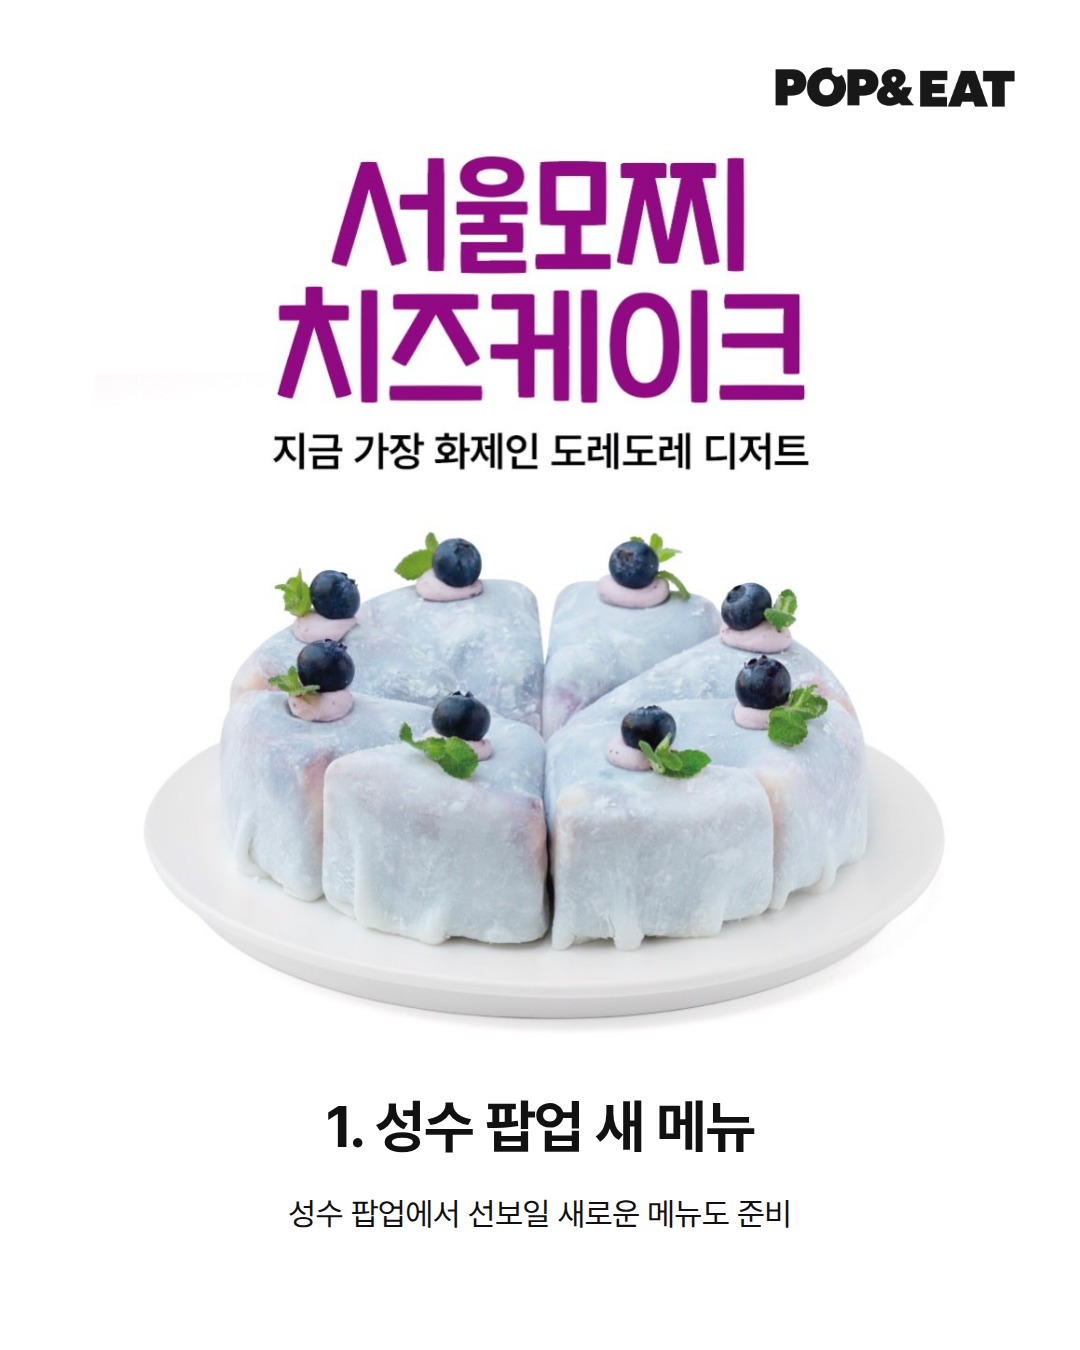 POP&EAT
서울모찌
치즈케이크
지금 가장 화제인 도레도레 디저트
1. 성수 팝업 새 메뉴
성수 팝업에서 선보일 새로운 메뉴도 준비